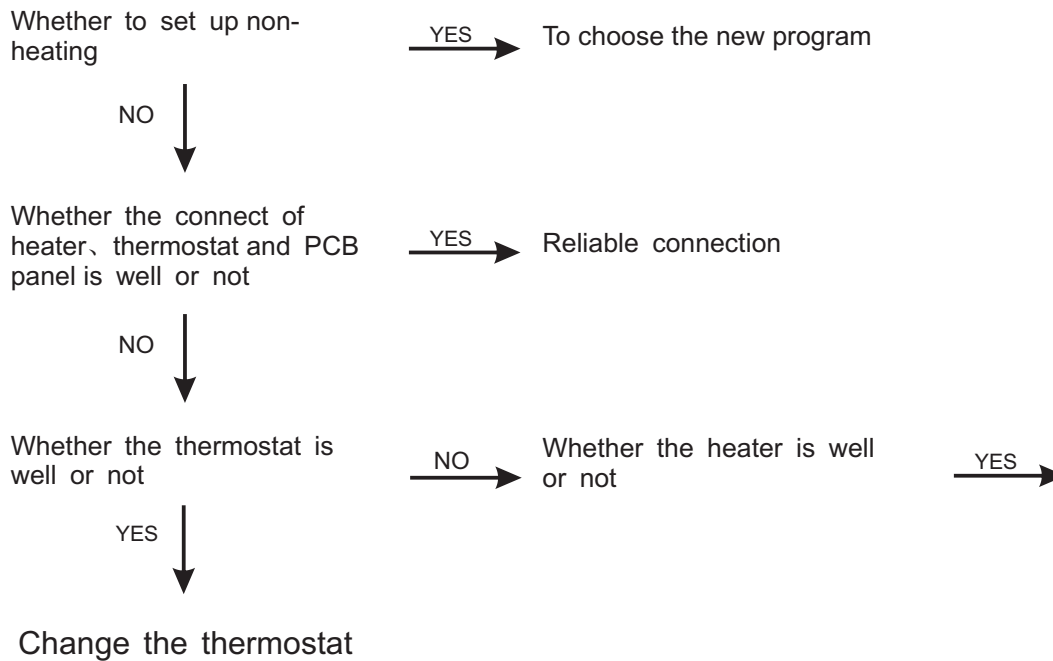 Whether to set up non-
heating
YES
To choose the new program
NO
Whether the connect of
heater、thermostat and PCB
panel is well or not
YES
Reliable connection
NO
Whether the thermostat is
well or not
NO
Whether the heater is well
or not
YES
YES
Change the thermostat